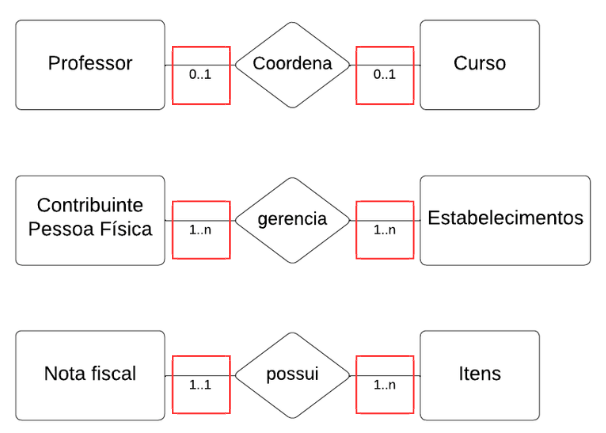 Professor
0..1
Coordena
0..1
Curso
Contribuinte
Pessoa Física
1..n
gerencia
1..n
Estabelecimentos
Nota fiscal
1..1
possui
1..n
Itens